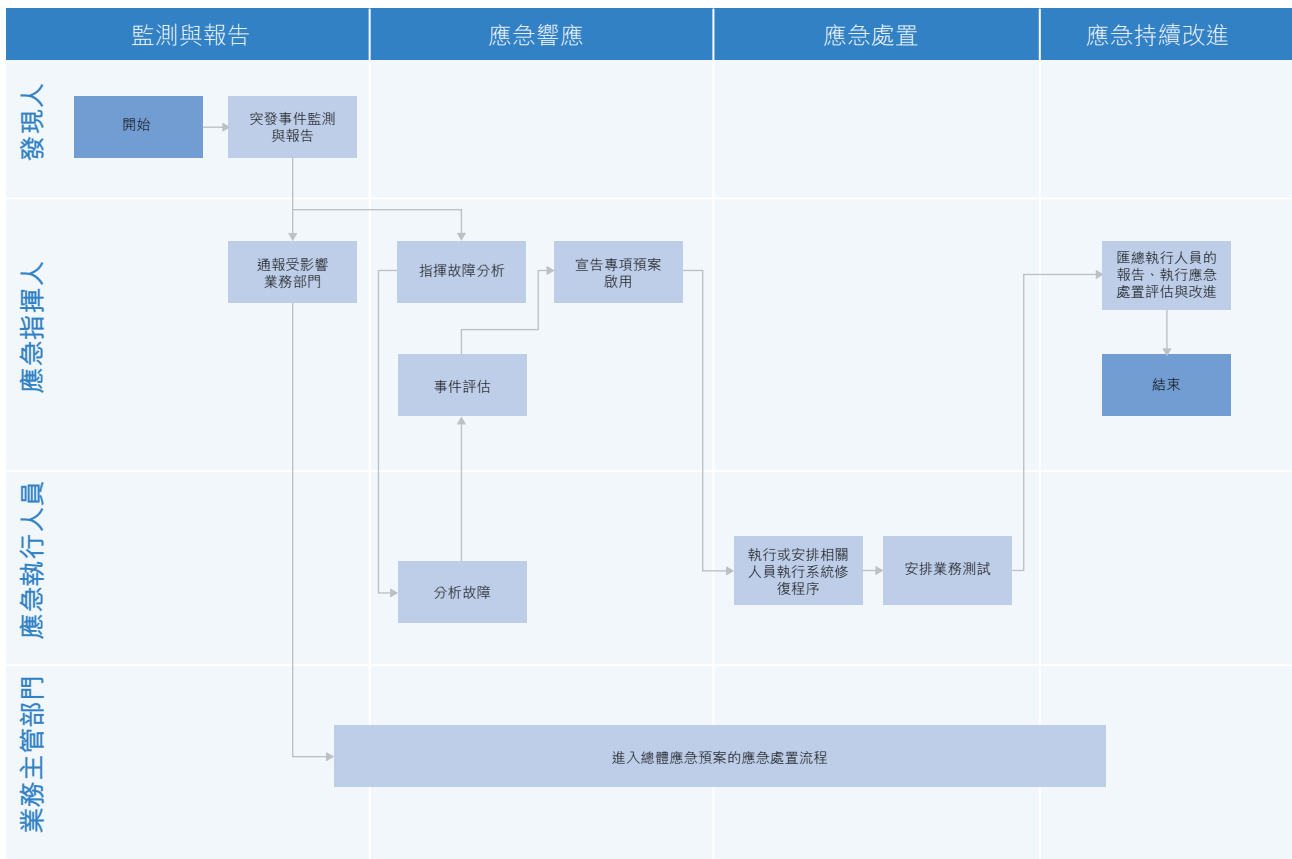 監測與報告
應急響應
應急處置
應急持續改進
發現人
開始
突發事件監測
與報告
應急指揮人
通報受影響
業務部門
指揮故障分析
宣告專項預案
啟用
匯總執行人員的
報告、執行應急
處置評估與改進
事件評估
結束
應急執行人員
分析故障
執行或安排相關
人員執行系統修
復程序
安排業務測試
業務主管部門
進入總體應急預案的應急處置流程